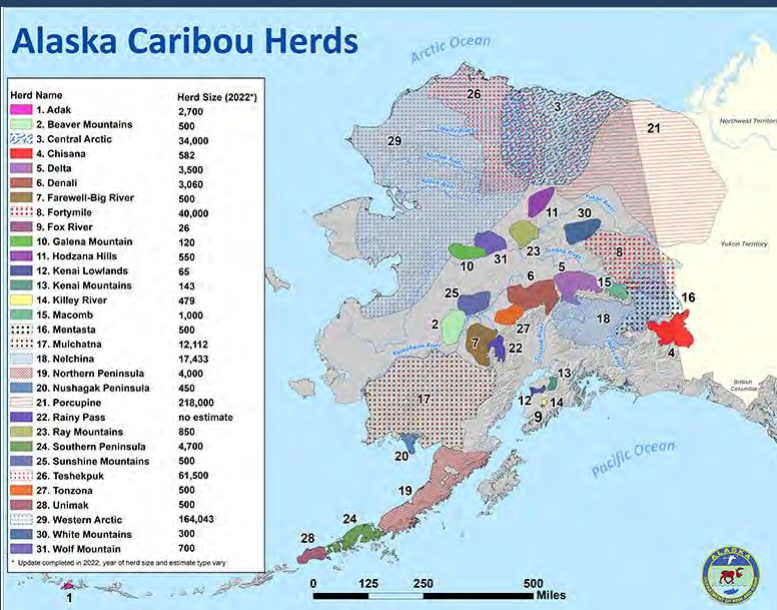 Alaska Caribou Herds
Herd Name Herd Size (2022*)
1. Adak 2,700
2. Beaver Mountains 500
3. Central Arctic 34,000
4. Chisana 582
5. Delta 3,500
6. Denali 3,060
7. Farewell-Big River 500
8. Fortymile 40,000
9. Fox River 26
10. Galena Mountain 120
11. Hodzana Hills 550
12. Kenai Lowlands 65
13. Kenai Mountains 143
14. Killey River 479
15. Macomb 1,000
16. Mentasta 500
17. Mulchatna 12,112
18. Nelchina 17,433
19. Northern Peninsula 4,000
20. Nushagak Peninsula 450
21. Porcupine 218,000
22. Rainy Pass no estimate
23. Ray Mountains 850
24. Southern Peninsula 4,700
25. Sunshine Mountains 500
26. Teshekpuk 61,500
27. Tonzona 500
28. Unimak 500
29. Western Arctic 164,043
30. White Mountains 300
31. Wolf Mountain 700
* Update completed in 2022, year of herd size and estimate type vary
Arctic Ocean
26
3
21
29
Northwest Territory
11
30
Yukon River
23
8
Yukon Territory
10
31
Tanana River
6
5
15
16
25
18
2
27
7
22
4
Kuskokwim River
13
British
Columbia
17
12
14
9
20
Pacific Ocean
19
24
28
1
0 125 250 500
Miles
ALASKA